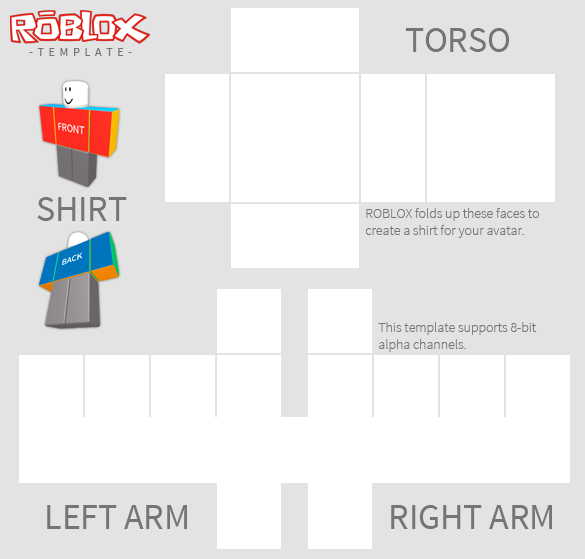 ROBLOX
-TEMPLATE-
TORSO
FRONT
SHIRT
ROBLOX folds up these faces to
create a shirt for your avatar.
BACK
This template supports 8-bit
alpha channels.
LEFT ARM
RIGHT ARM